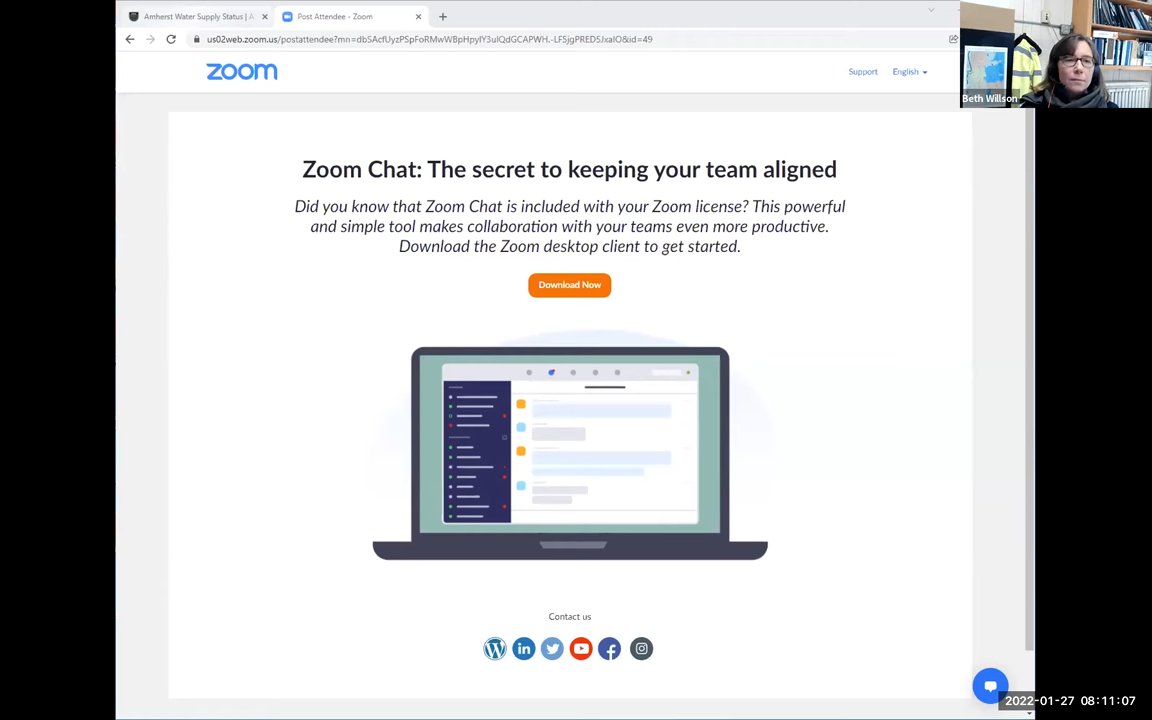 Amherst Water Supply Status | A
Post Attendee - Zoom
us02web.zoom.us/postattendee?mn=dbSAcfUyzPSpFoRMwWBpHpyIY3uIQdGCAPWH.-LF5jgPRED5JxaIO&id=49
zoom
Support
English
Beth Willson
Zoom Chat: The secret to keeping your team aligned
Did you know that Zoom Chat is included with your Zoom license? This powerful
and simple tool makes collaboration with your teams even more productive.
Download the Zoom desktop client to get started.
Download Now
Contact us
2022-01-27 08:11:07